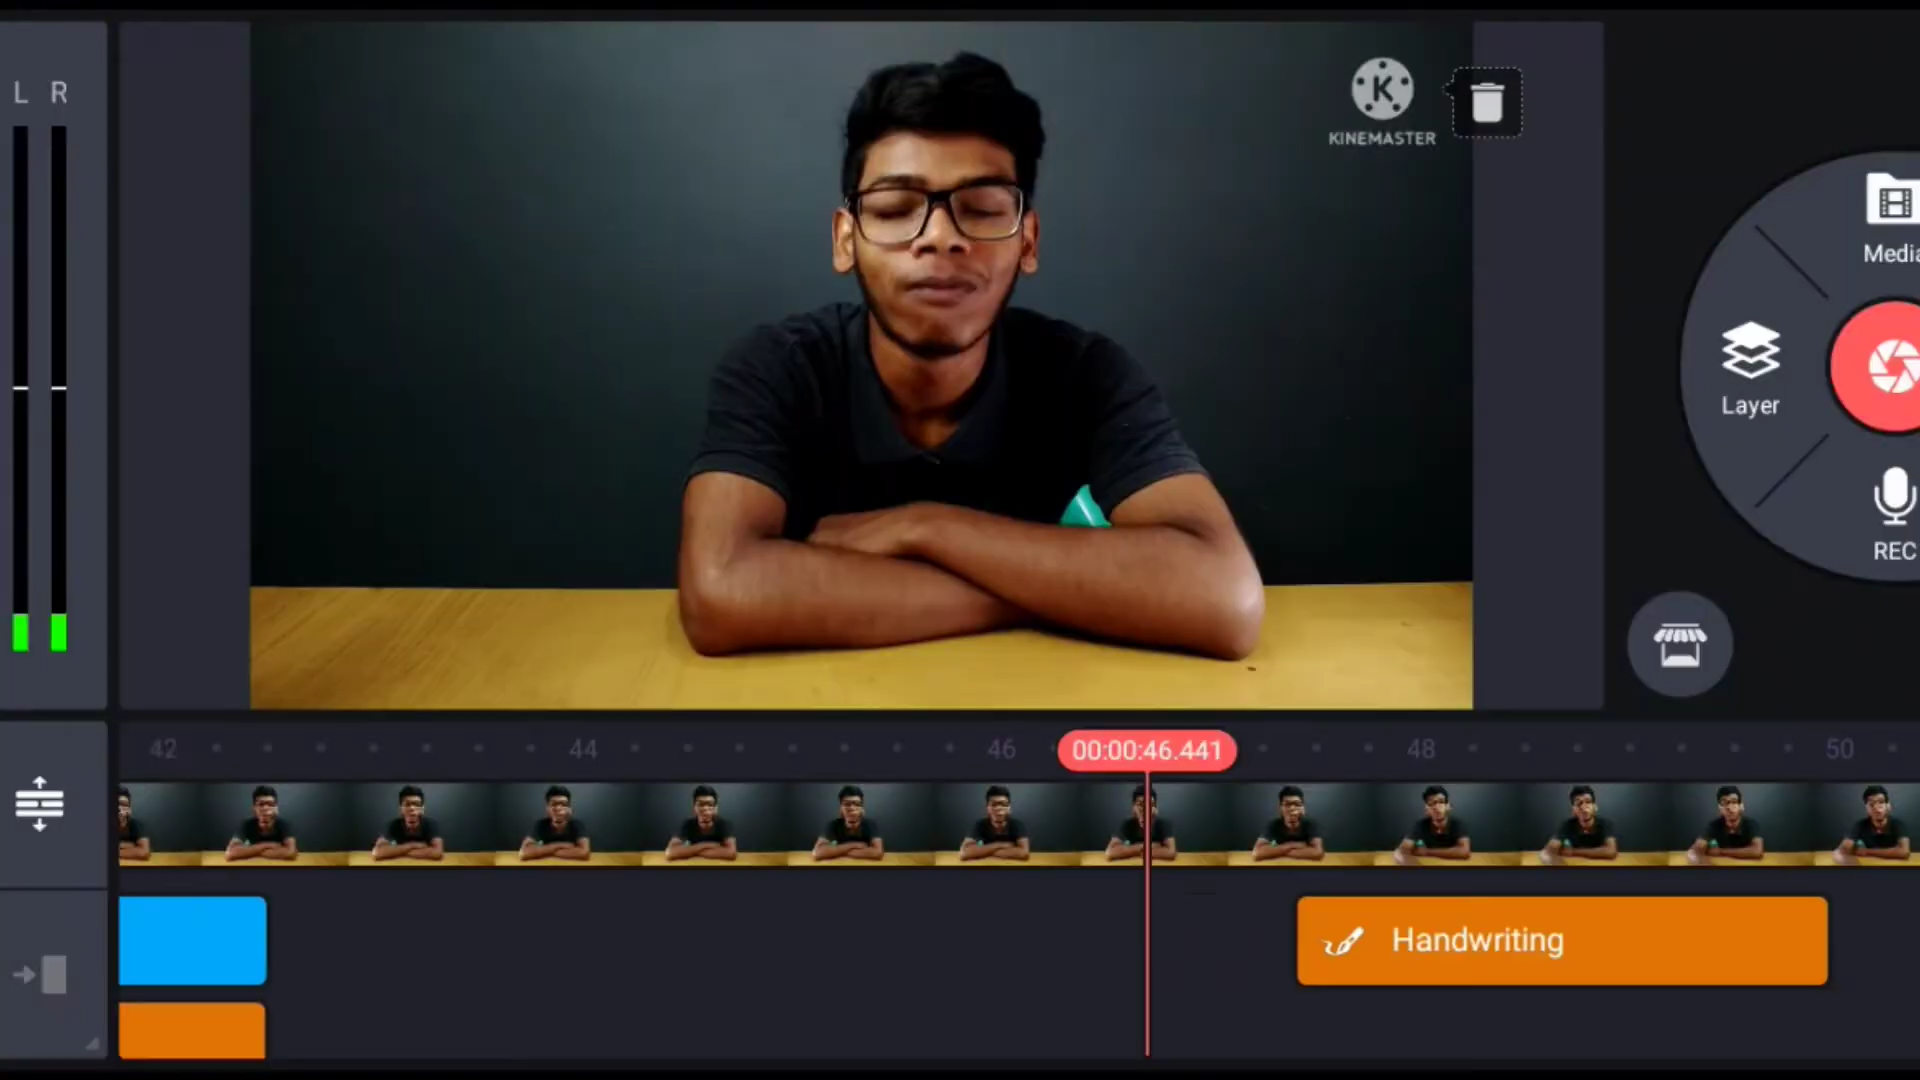 L R
KINEMASTER
Media
Layer
REC
42 44 46 00:00:46.441 48 50
Handwriting